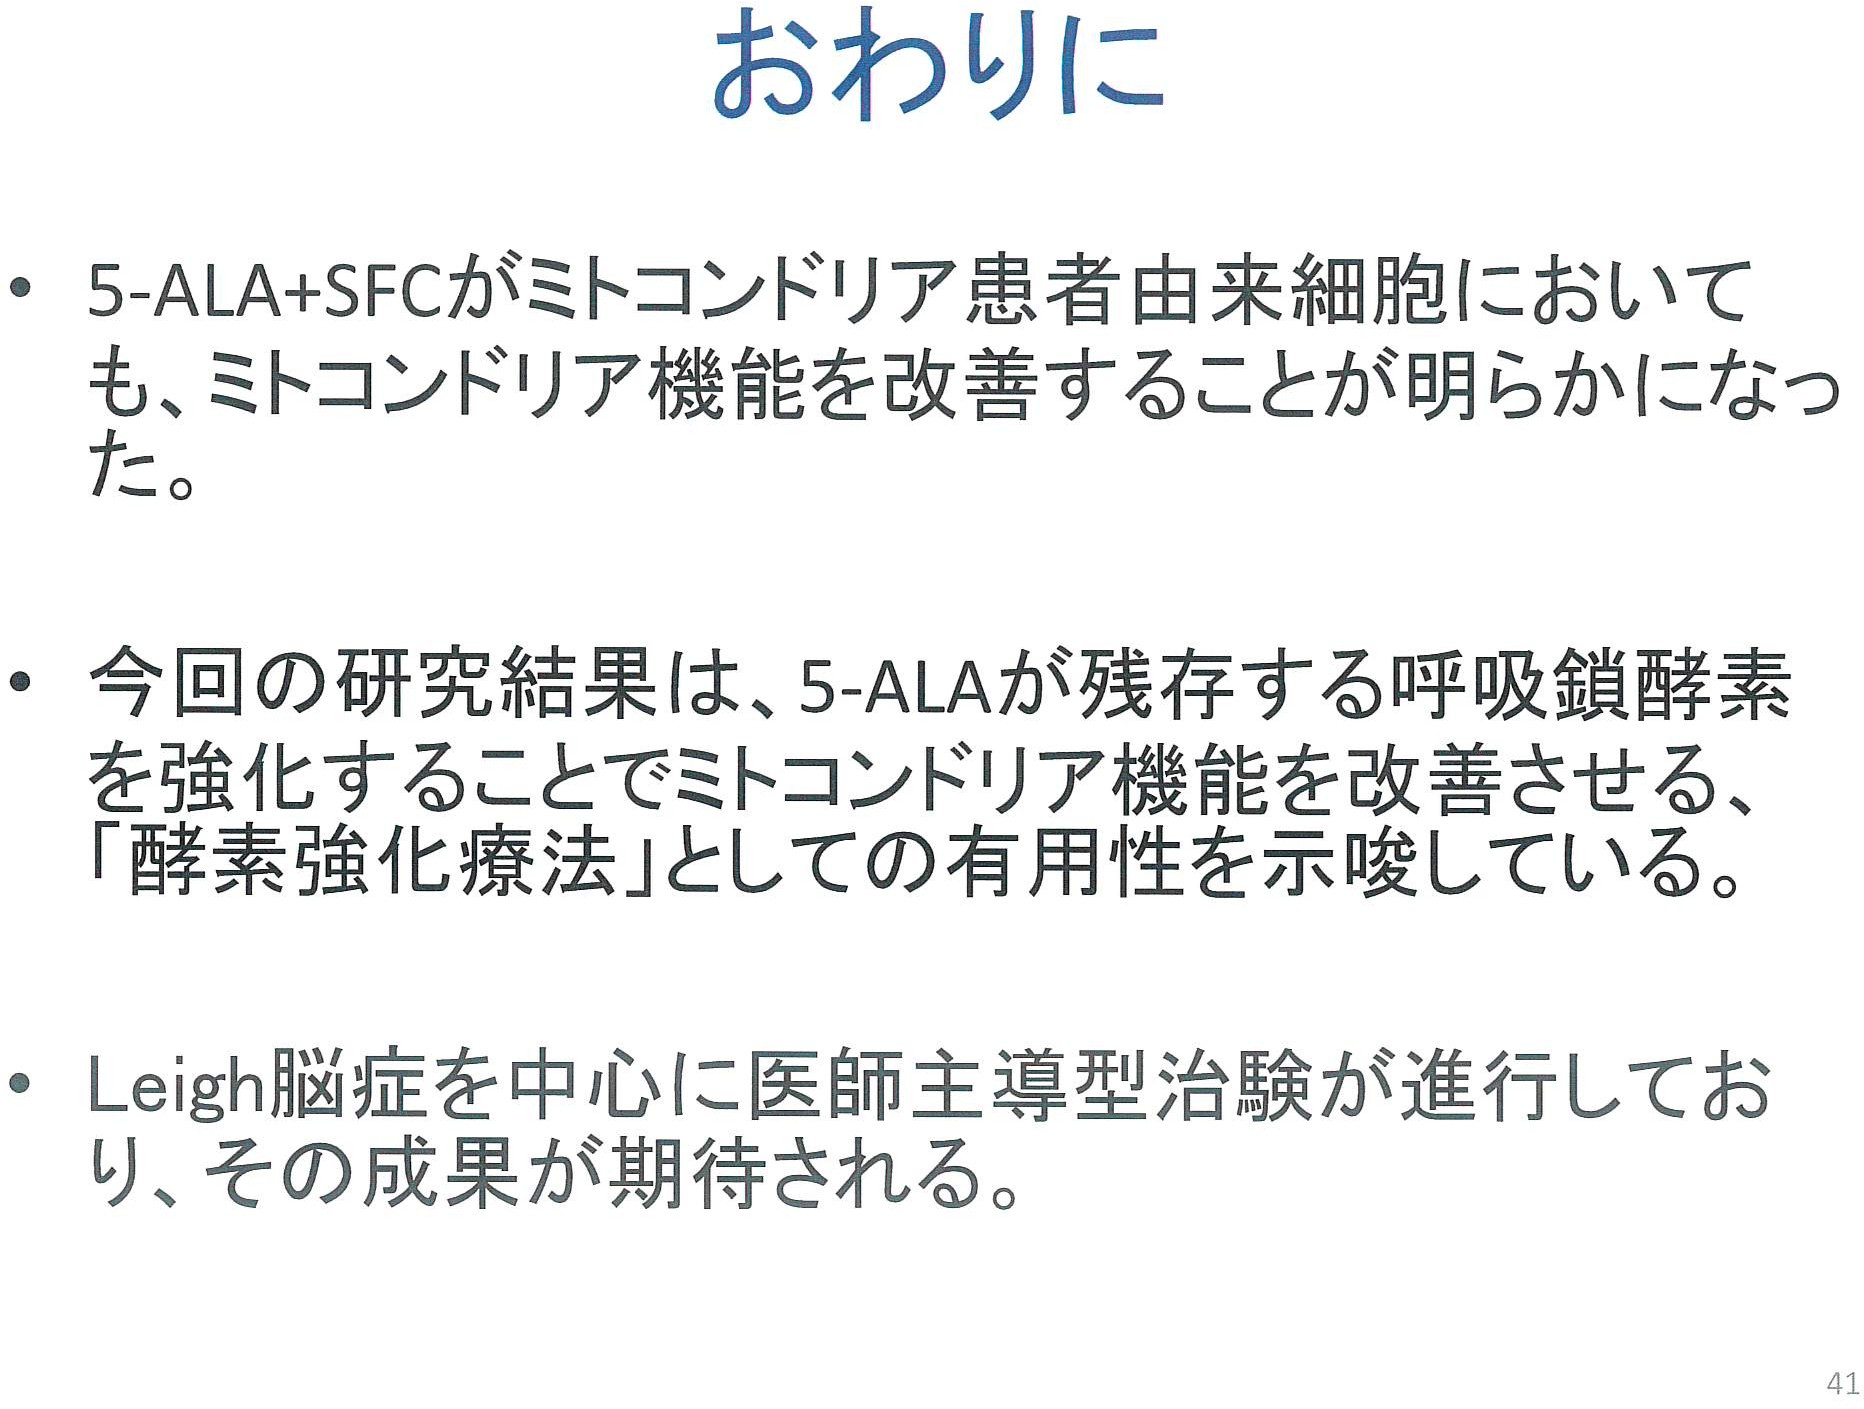 おわりに
• 5-ALA+SFCがミトコンドリア患者由来細胞において
も、ミトコンドリア機能を改善することが明らかになっ
た。
• 今回の研究結果は、5-ALAが残存する呼吸鎖酵素
を強化することでミトコンドリア機能を改善させる、
「酵素強化療法」としての有用性を示唆している。
• Leigh脳症を中心に医師主導型治験が進行してお
り、その成果が期待される。
41